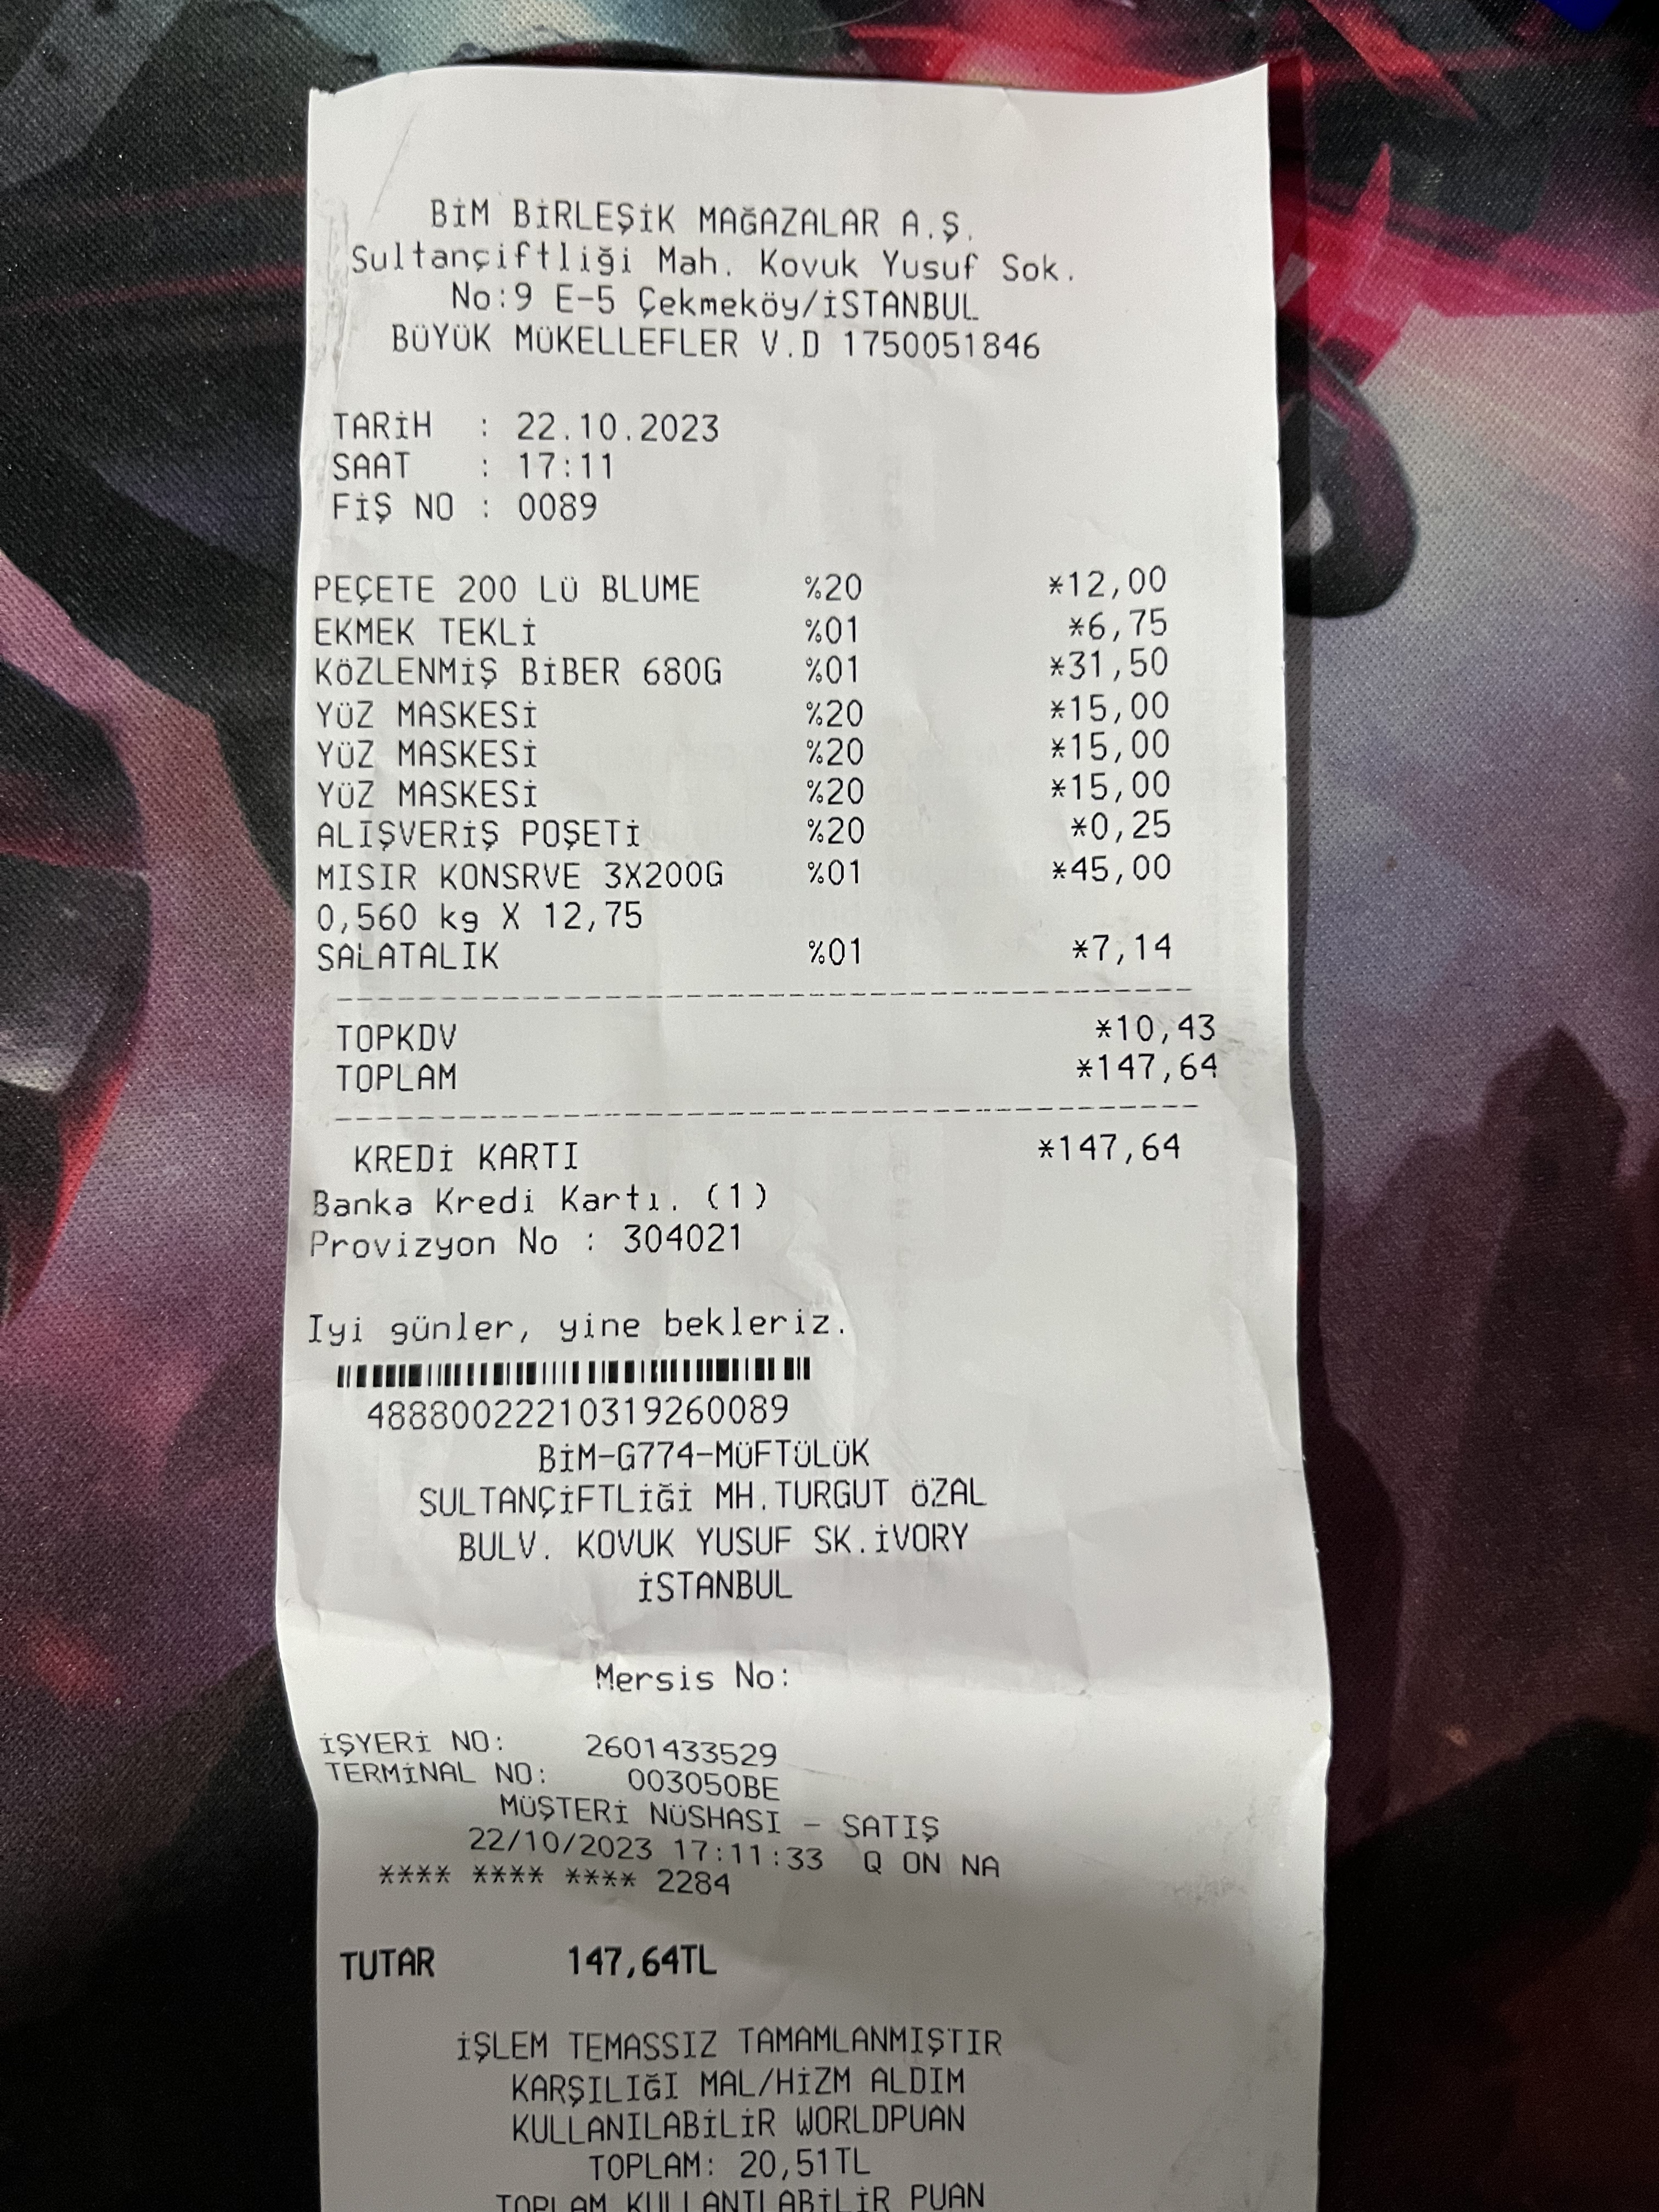 BİM BİRLEŞİK MAĞAZALAR A.Ş.
Sultançiftliği Mah. Kovuk Yusuf Sok.
No:9 E-5 Çekmeköy/İSTANBUL
BÜYÜK MÜKELLEFLER V.D 1750051846
TARİH : 22.10.2023
SAAT : 17:11
FİŞ NO : 0089
PEÇETE 200 LÜ BLUME %20 *12,00
EKMEK TEKLİ %01 *6,75
KÖZLENMİŞ BİBER 680G %01 *31,50
YÜZ MASKESİ %20 *15,00
YÜZ MASKESİ %20 *15,00
YÜZ MASKESİ %20 *15,00
ALIŞVERİŞ POŞETİ %20 *0,25
MISIR KONSRVE 3X200G %01 *45,00
0,560 kg X 12,75
SALATALIK %01 *7,14
TOPKDV *10,43
TOPLAM *147,64
KREDİ KARTI *147,64
Banka Kredi Kartı. (1)
Provizyon No : 304021
Iyi günler, yine bekleriz.
48880022210319260089
BİM-G774-MÜFTÜLÜK
SULTANÇİFTLİĞİ MH.TURGUT ÖZAL
BULV. KOVUK YUSUF SK.İVORY
İSTANBUL
Mersis No:
İŞYERİ NO: 2601433529
TERMİNAL NO: 003050BE
MÜŞTERİ NÜSHASI - SATIŞ
22/10/2023 17:11:33 Q ON NA
**** **** **** 2284
TUTAR 147,64TL
İŞLEM TEMASSIZ TAMAMLANMIŞTIR
KARŞILIĞI MAL/HİZM ALDIM
KULLANILABİLİR WORLDPUAN
TOPLAM: 20,51TL
TOPLAM KULLANILABİLİR PUAN